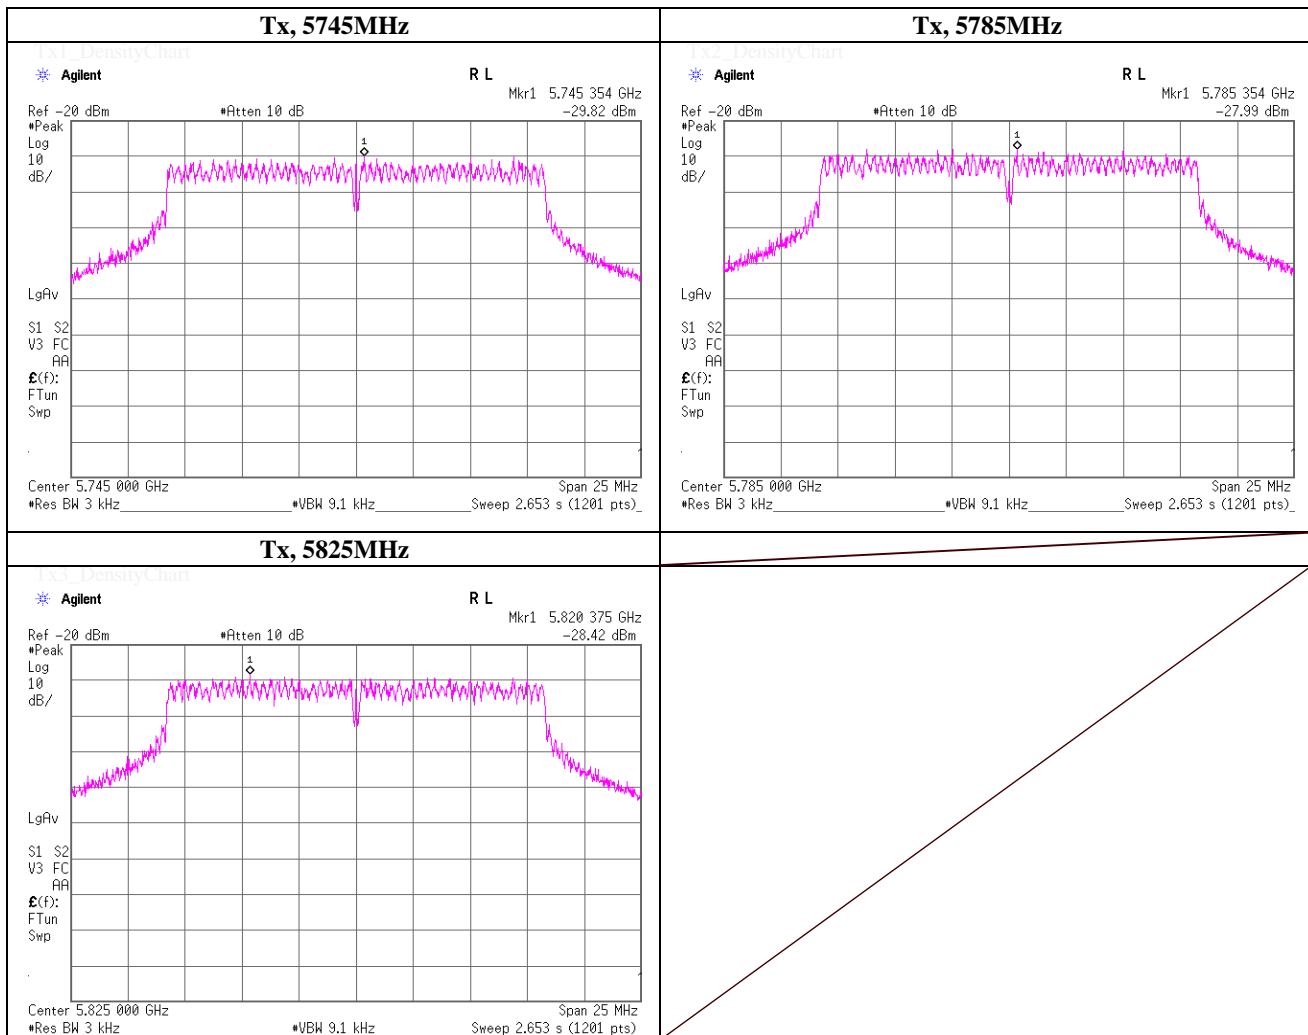 Tx, 5745MHz
Tx1_DensityChart
Agilent R L
Mkr1 5.745 354 GHz
Ref -20 dBm #Atten 10 dB -29.82 dBm
#Peak
Log
10
dB/
1
LgAv
S1 S2
V3 FC
AA
£(f):
FTun
Swp
Center 5.745 000 GHz Span 25 MHz
#Res BW 3 kHz #VBW 9.1 kHz Sweep 2.653 s (1201 pts)
Tx, 5785MHz
Tx2_DensityChart
Agilent R L
Mkr1 5.785 354 GHz
Ref -20 dBm #Atten 10 dB -27.99 dBm
#Peak
Log
10
dB/
1
LgAv
S1 S2
V3 FC
AA
£(f):
FTun
Swp
Center 5.785 000 GHz Span 25 MHz
#Res BW 3 kHz #VBW 9.1 kHz Sweep 2.653 s (1201 pts)
Tx, 5825MHz
Tx3_DensityChart
Agilent R L
Mkr1 5.820 375 GHz
Ref -20 dBm #Atten 10 dB -28.42 dBm
#Peak
Log
10
dB/
1
LgAv
S1 S2
V3 FC
AA
£(f):
FTun
Swp
Center 5.825 000 GHz Span 25 MHz
#Res BW 3 kHz #VBW 9.1 kHz Sweep 2.653 s (1201 pts)